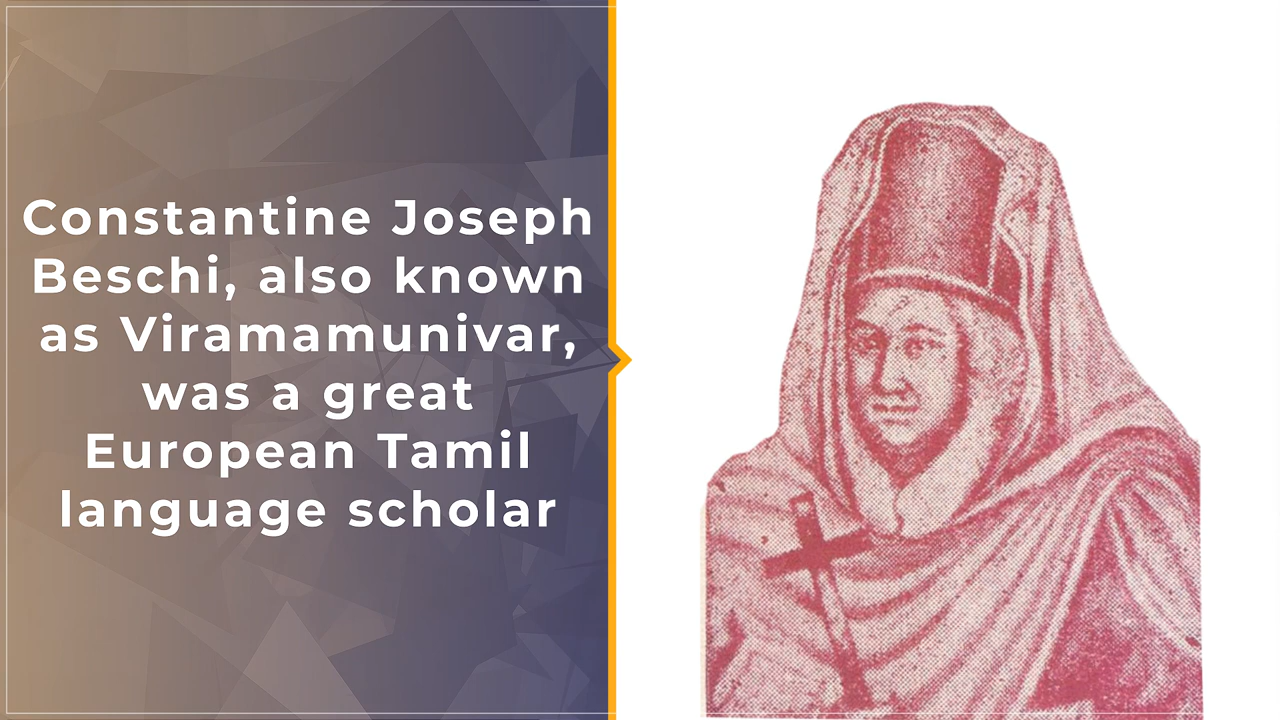 Constantine Joseph
Beschi, also known
as Viramamunivar,
was a great
European Tamil
language scholar